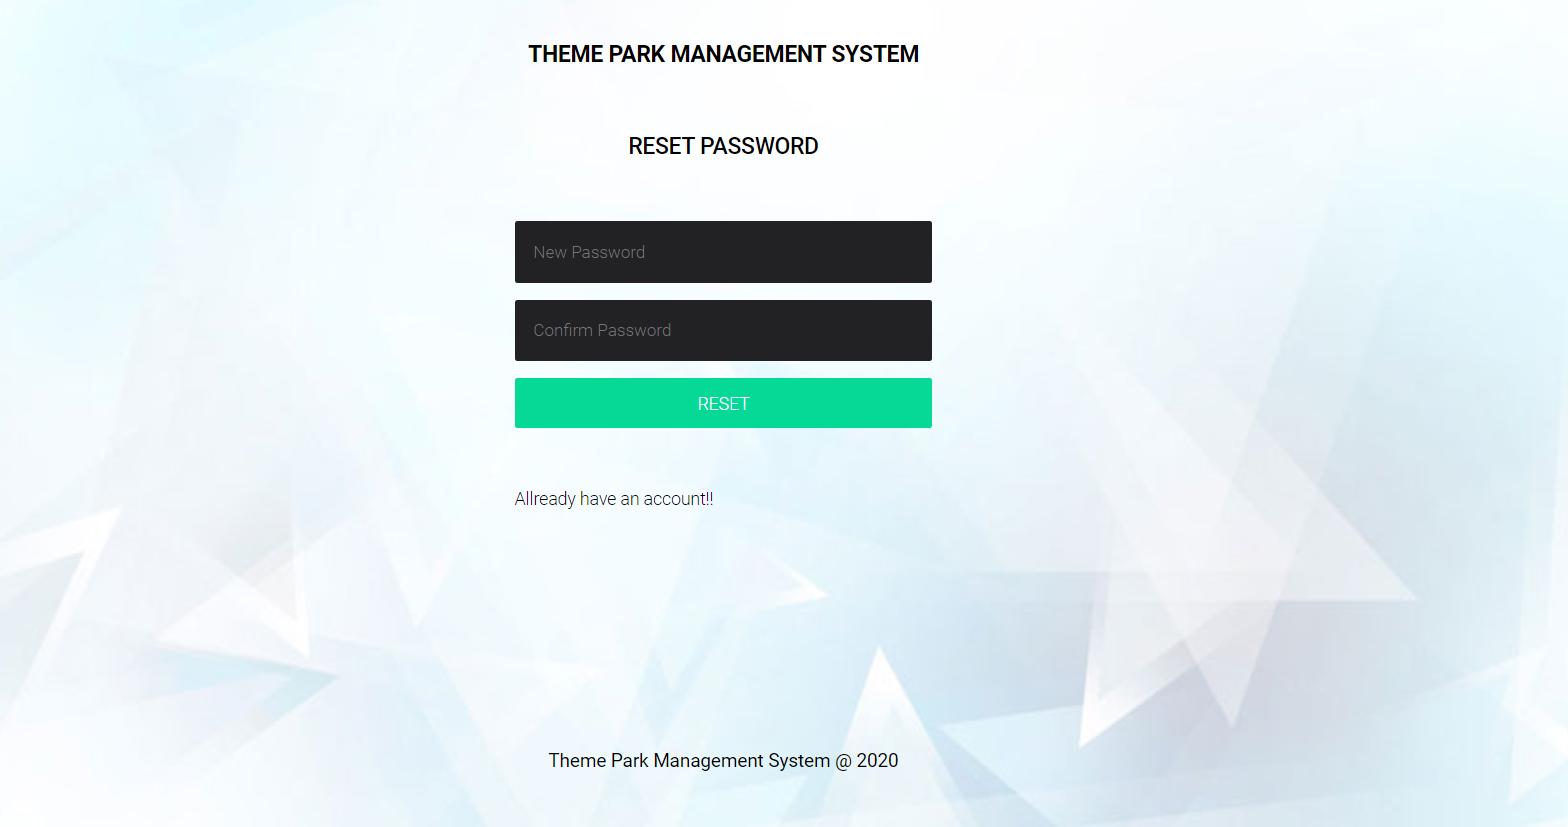 THEME PARK MANAGEMENT SYSTEM
RESET PASSWORD
New Password
Confirm Password
RESET
Allready have an account!!
Theme Park Management System @ 2020